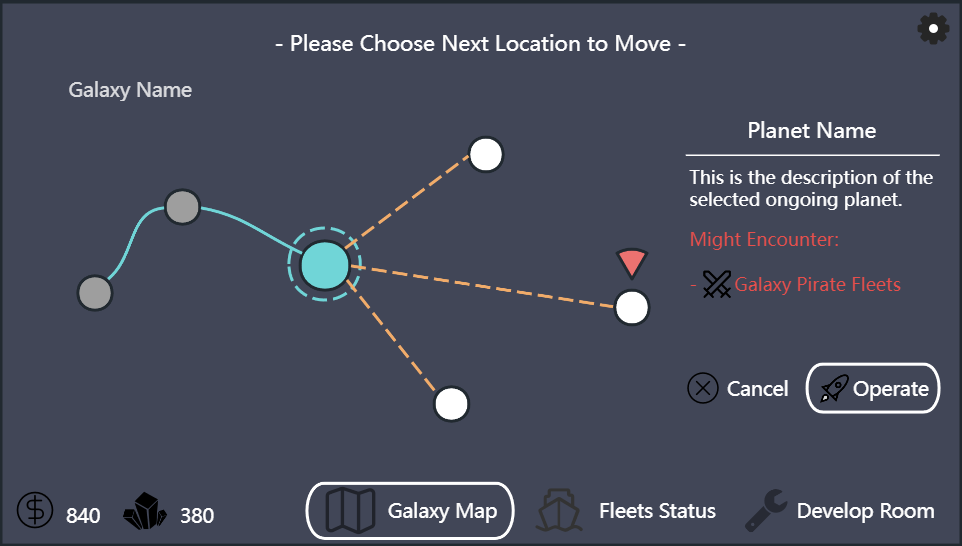 - Please Choose Next Location to Move -
Galaxy Name
Planet Name
This is the description of the
selected ongoing planet.
Might Encounter:
- Galaxy Pirate Fleets
Cancel
Operate
840
380
Galaxy Map
Fleets Status
Develop Room